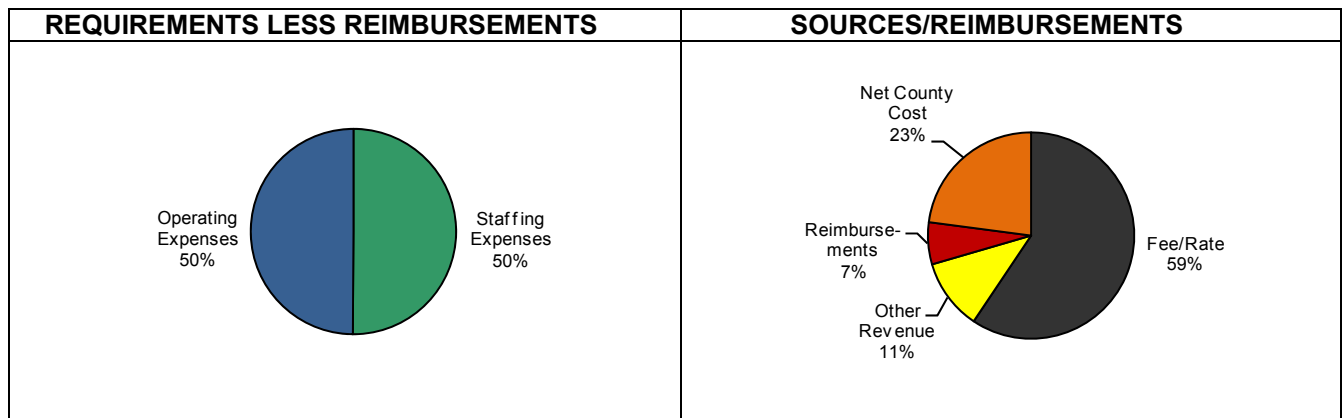 REQUIREMENTS LESS REIMBURSEMENTS
Operating
Expenses
50%
Staffing
Expenses
50%
SOURCES/REIMBURSEMENTS
Net County
Cost
23%
Reimburse-
ments
7%
Other
Revenue
11%
Fee/Rate
59%